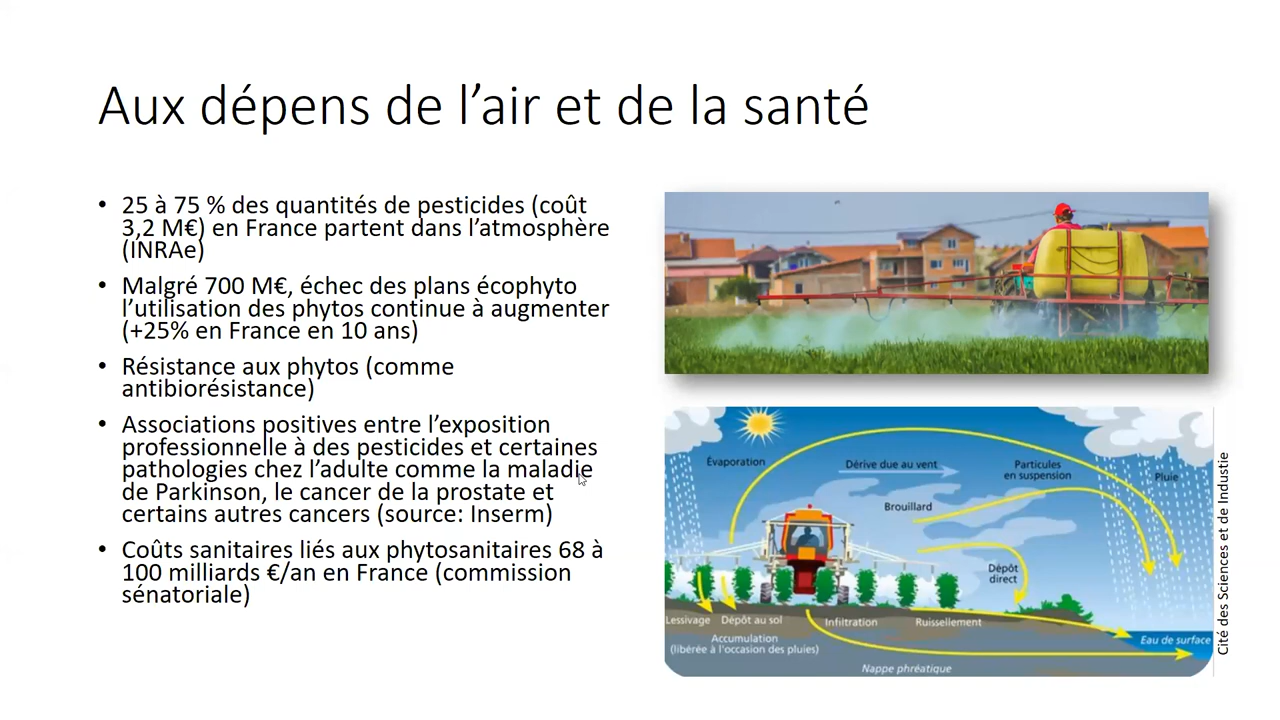 Aux dépens de l’air et de la santé
• 25 à 75 % des quantités de pesticides (coût
3,2 M€) en France partent dans l’atmosphère
(INRAe)
• Malgré 700 M€, échec des plans écophyto
l’utilisation des phytos continue à augmenter
(+25% en France en 10 ans)
• Résistance aux phytos (comme
antibiorésistance)
• Associations positives entre l’exposition
professionnelle à des pesticides et certaines
pathologies chez l’adulte comme la maladie
de Parkinson, le cancer de la prostate et
certains autres cancers (source: Inserm)
• Coûts sanitaires liés aux phytosanitaires 68 à
100 milliards €/an en France (commission
sénatoriale)
Évaporation
Dérive due au vent
Particules
en suspension
Pluie
Brouillard
Dépôt
direct
Lessivage
Dépôt au sol
Infiltration
Ruissellement
Accumulation
(libérée à l'occasion des pluies)
Eau de surface
Nappe phréatique
Cité des Sciences et de Industie